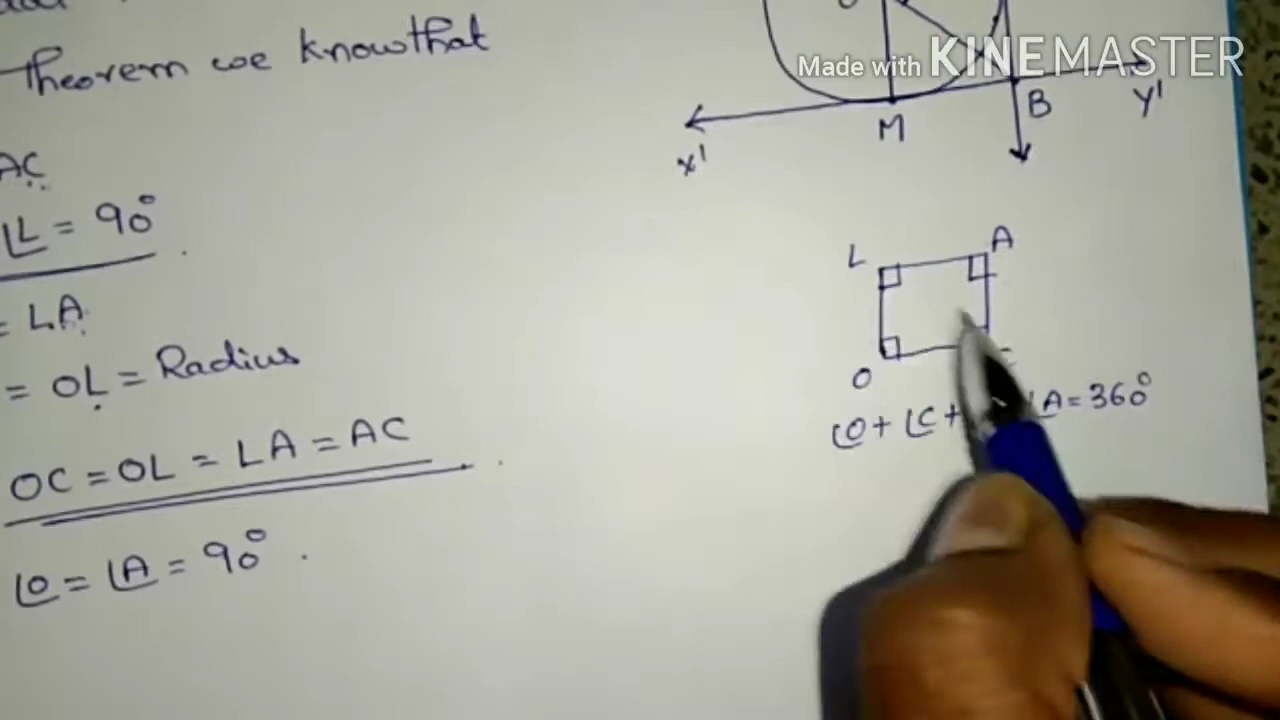 Theorem we know that
Made with KINEMASTER
B
Y'
M
X'
AC
∟L = 90°
= LA
= OL = Radius
OC = OL = LA = AC
∟O = ∟A = 90° .
L
A
O
∟O + ∟C + ∟A = 360°